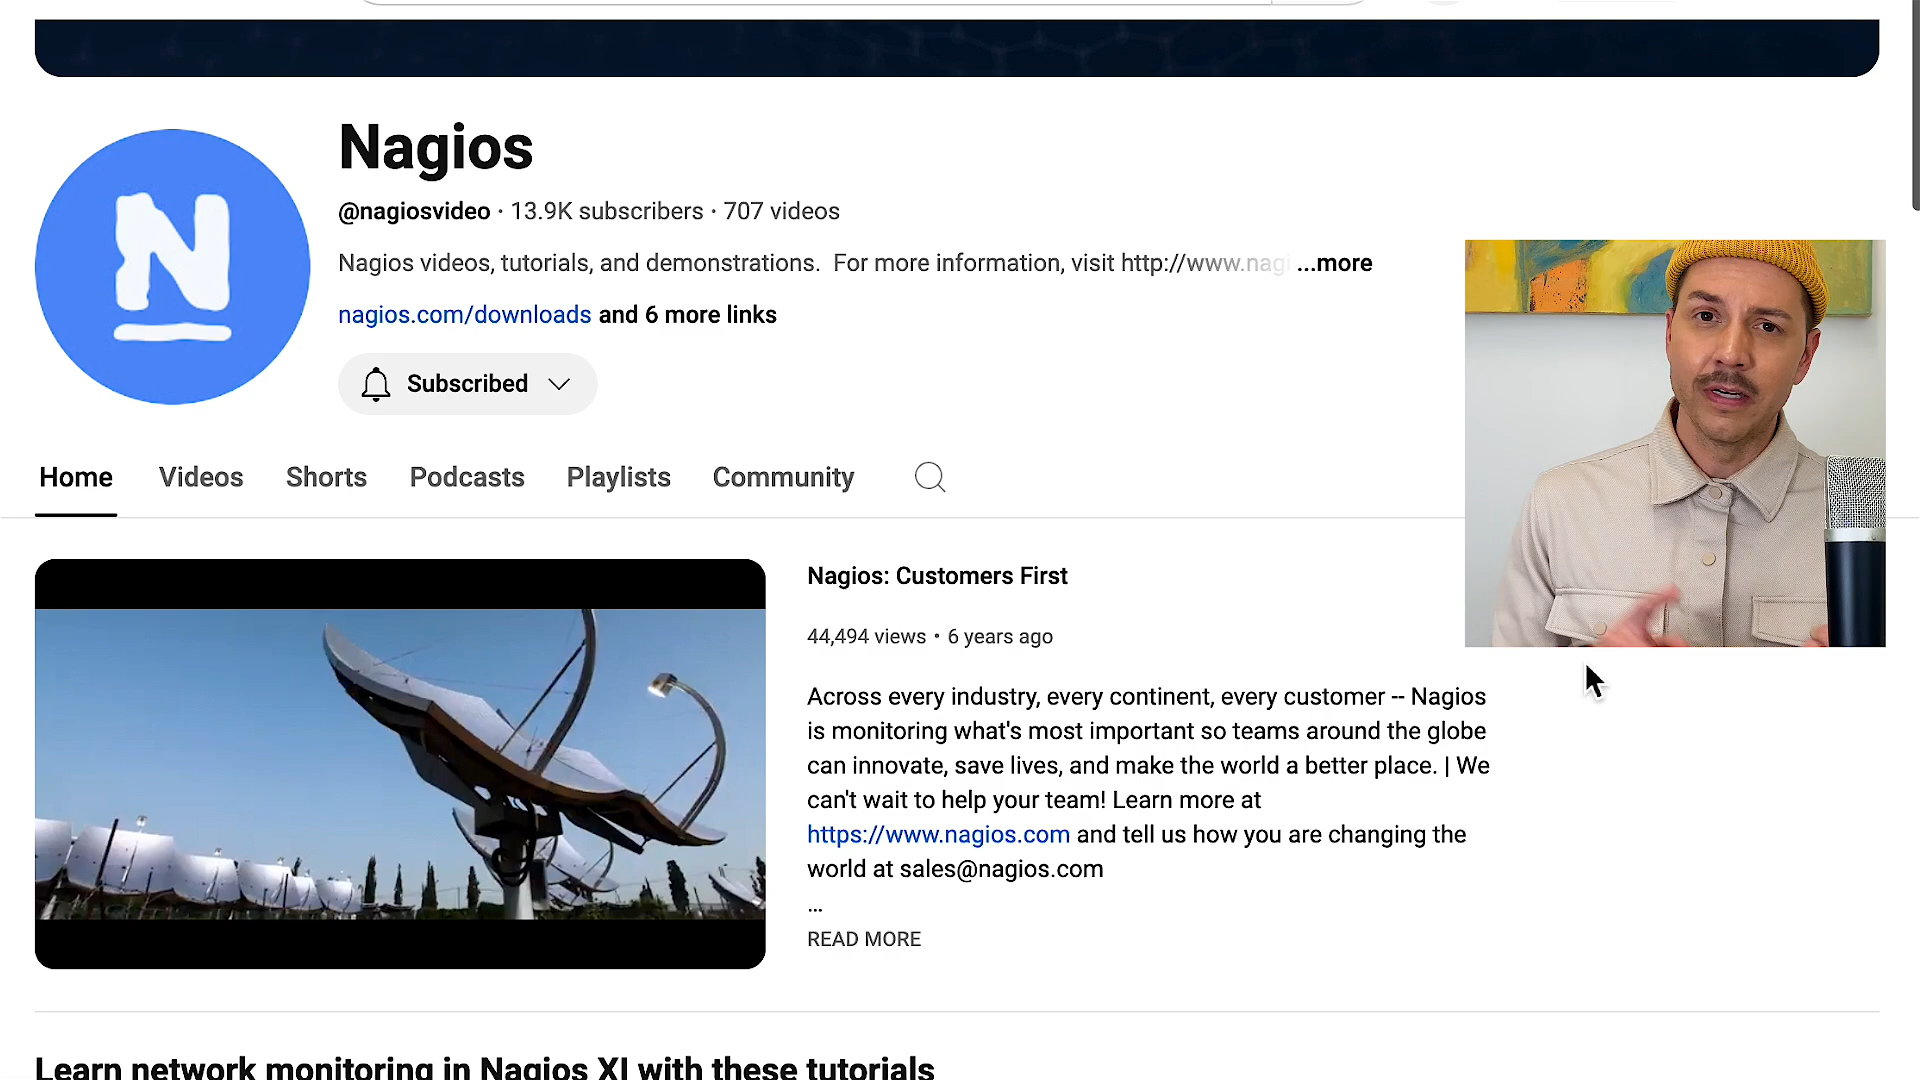 Nagios
@nagiosvideo · 13.9K subscribers · 707 videos
Nagios videos, tutorials, and demonstrations. For more information, visit http://www.nagi ...more
nagios.com/downloads and 6 more links
N
Subscribed
Home Videos Shorts Podcasts Playlists Community
Nagios: Customers First
44,494 views • 6 years ago
Across every industry, every continent, every customer -- Nagios
is monitoring what's most important so teams around the globe
can innovate, save lives, and make the world a better place. | We
can't wait to help your team! Learn more at
https://www.nagios.com and tell us how you are changing the
world at sales@nagios.com
...
READ MORE
Learn network monitoring in Nagios XI with these tutorials